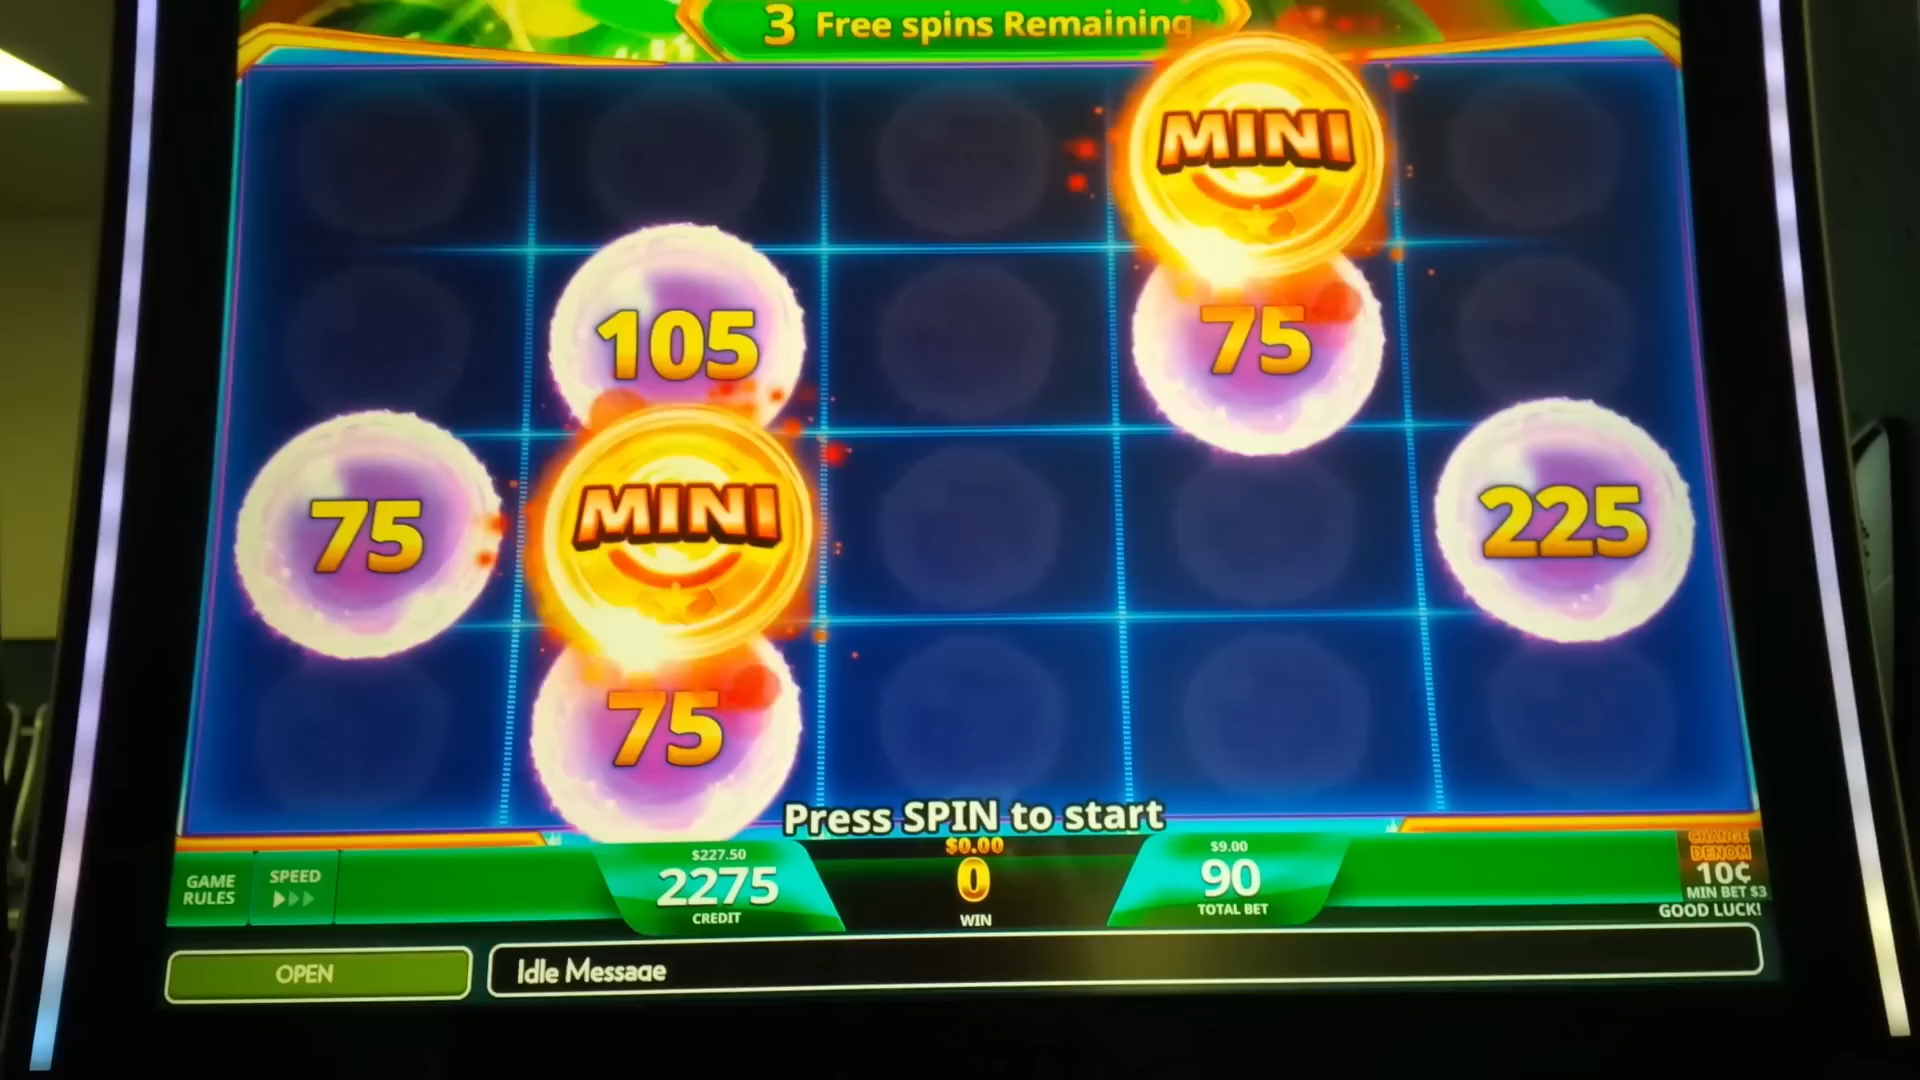 3 Free spins Remaining
MINI
105
75
75
MINI
225
75
Press SPIN to start
GAME RULES
SPEED
$227.50
2275
CREDIT
$0.00
0
WIN
$9.00
90
TOTAL BET
CHANGE
DENOM
10¢
MIN BET $3
GOOD LUCK!
OPEN
Idle Message